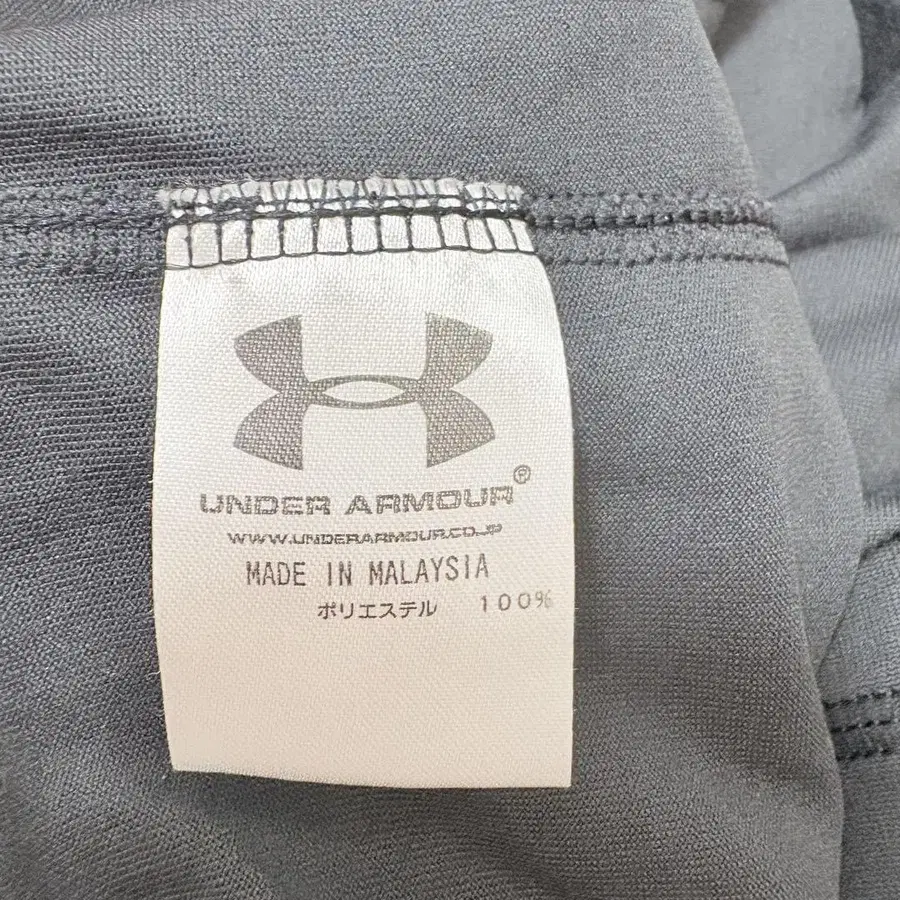 UNDER ARMOUR®
WWW.UNDERARMOUR.CO.JP
MADE IN MALAYSIA
ポリエステル 100%